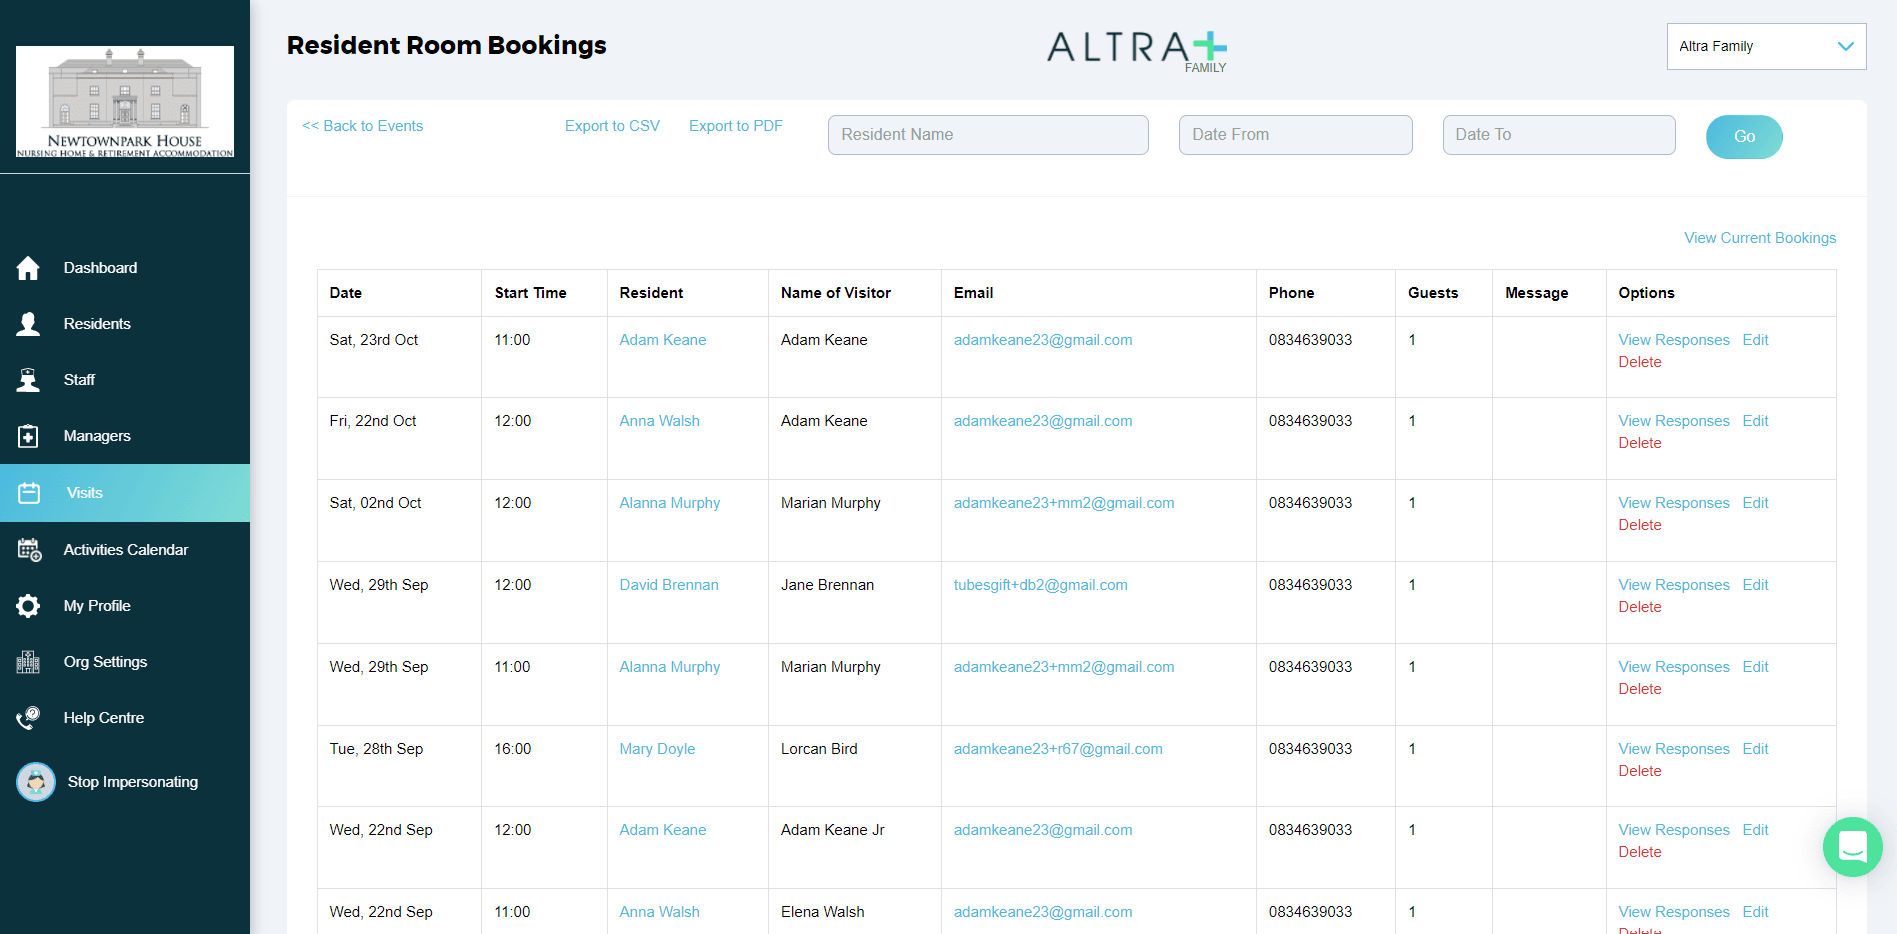 NEWTOWNPARK HOUSE
NURSING HOME & RETIREMENT ACCOMMODATION
Dashboard
Residents
Staff
Managers
Visits
Activities Calendar
My Profile
Org Settings
Help Centre
Stop Impersonating
Resident Room Bookings
ALTRA
FAMILY
Altra Family
<< Back to Events Export to CSV Export to PDF Resident Name Date From Date To Go
View Current Bookings
Date Start Time Resident Name of Visitor Email Phone Guests Message Options
Sat, 23rd Oct 11:00 Adam Keane Adam Keane adamkeane23@gmail.com 0834639033 1 View Responses Edit
Delete
Fri, 22nd Oct 12:00 Anna Walsh Adam Keane adamkeane23@gmail.com 0834639033 1 View Responses Edit
Delete
Sat, 02nd Oct 12:00 Alanna Murphy Marian Murphy adamkeane23+mm2@gmail.com 0834639033 1 View Responses Edit
Delete
Wed, 29th Sep 12:00 David Brennan Jane Brennan tubesgift+db2@gmail.com 0834639033 1 View Responses Edit
Delete
Wed, 29th Sep 11:00 Alanna Murphy Marian Murphy adamkeane23+mm2@gmail.com 0834639033 1 View Responses Edit
Delete
Tue, 28th Sep 16:00 Mary Doyle Lorcan Bird adamkeane23+r67@gmail.com 0834639033 1 View Responses Edit
Delete
Wed, 22nd Sep 12:00 Adam Keane Adam Keane Jr adamkeane23@gmail.com 0834639033 1 View Responses Edit
Delete
Wed, 22nd Sep 11:00 Anna Walsh Elena Walsh adamkeane23@gmail.com 0834639033 1 View Responses Edit
Delete